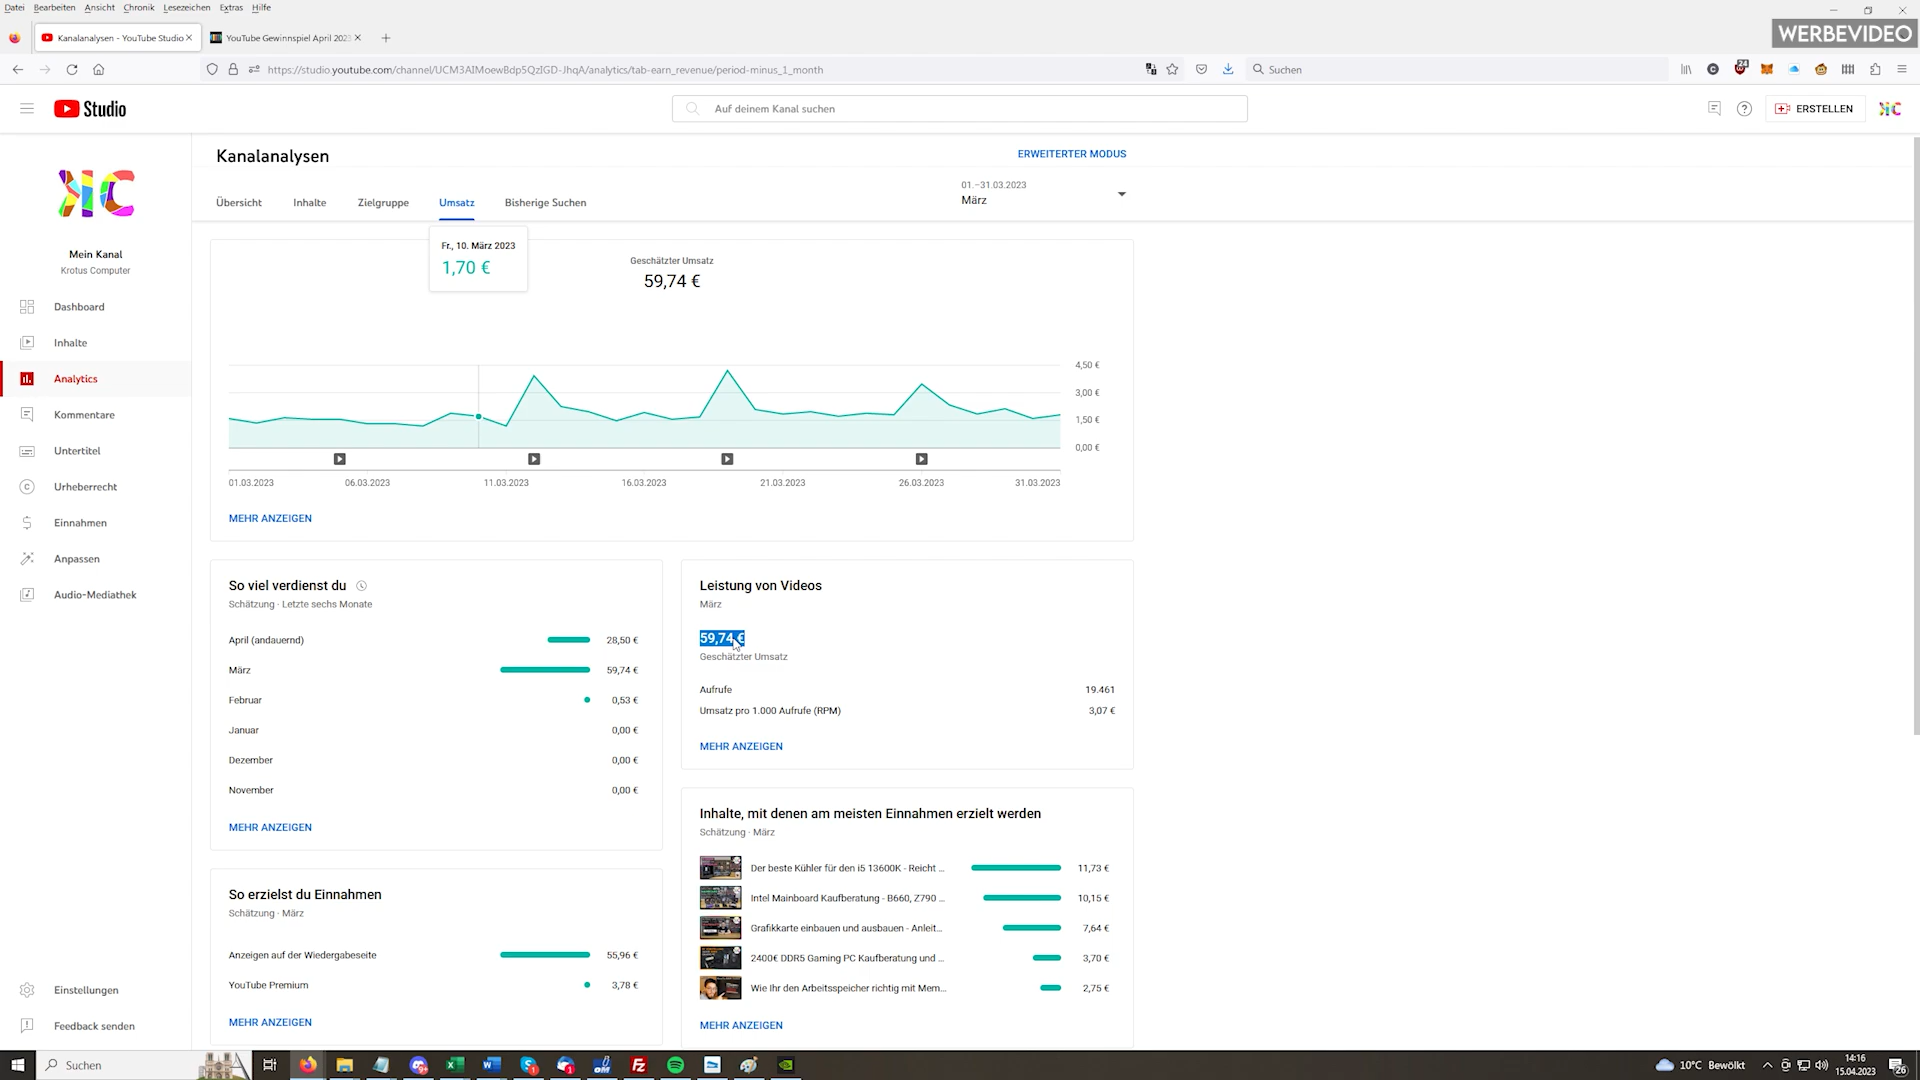 Datei Bearbeiten Ansicht Chronik Lesezeichen Extras Hilfe
WERBEVIDEO
Kanalanalysen - YouTube Studio
YouTube Gewinnspiel April 2023
https://studio.youtube.com/channel/UCM3AIMoewBdp5QzIGD-JhqA/analytics/tab-earn_revenue/period-minus_1_month
Suchen
24
Studio
Auf deinem Kanal suchen
ERSTELLEN
KC
KC
Mein Kanal
Krotus Computer
Dashboard
Inhalte
Analytics
Kommentare
Untertitel
Urheberrecht
Einnahmen
Anpassen
Audio-Mediathek
Einstellungen
Feedback senden
Kanalanalysen
ERWEITERTER MODUS
Übersicht Inhalte Zielgruppe Umsatz Bisherige Suchen
01.–31.03.2023
März
Fr., 10. März 2023
1,70 €
Geschätzter Umsatz
59,74 €
4,50 €
3,00 €
1,50 €
0,00 €
01.03.2023 06.03.2023 11.03.2023 16.03.2023 21.03.2023 26.03.2023 31.03.2023
MEHR ANZEIGEN
So viel verdienst du
Schätzung · Letzte sechs Monate
April (andauernd) 28,50 €
März 59,74 €
Februar 0,53 €
Januar 0,00 €
Dezember 0,00 €
November 0,00 €
MEHR ANZEIGEN
So erzielst du Einnahmen
Schätzung · März
Anzeigen auf der Wiedergabeseite 55,96 €
YouTube Premium 3,78 €
MEHR ANZEIGEN
Leistung von Videos
März
59,74 €
Geschätzter Umsatz
Aufrufe 19.461
Umsatz pro 1.000 Aufrufe (RPM) 3,07 €
MEHR ANZEIGEN
Inhalte, mit denen am meisten Einnahmen erzielt werden
Schätzung · März
Der beste Kühler für den i5 13600K - Reicht ... 11,73 €
Intel Mainboard Kaufberatung - B660, Z790 ... 10,15 €
Grafikkarte einbauen und ausbauen - Anleit... 7,64 €
2400€ DDR5 Gaming PC Kaufberatung und ... 3,70 €
Wie Ihr den Arbeitsspeicher richtig mit Mem... 2,75 €
MEHR ANZEIGEN
Suchen
10°C Bewölkt
14:16
15.04.2023
26